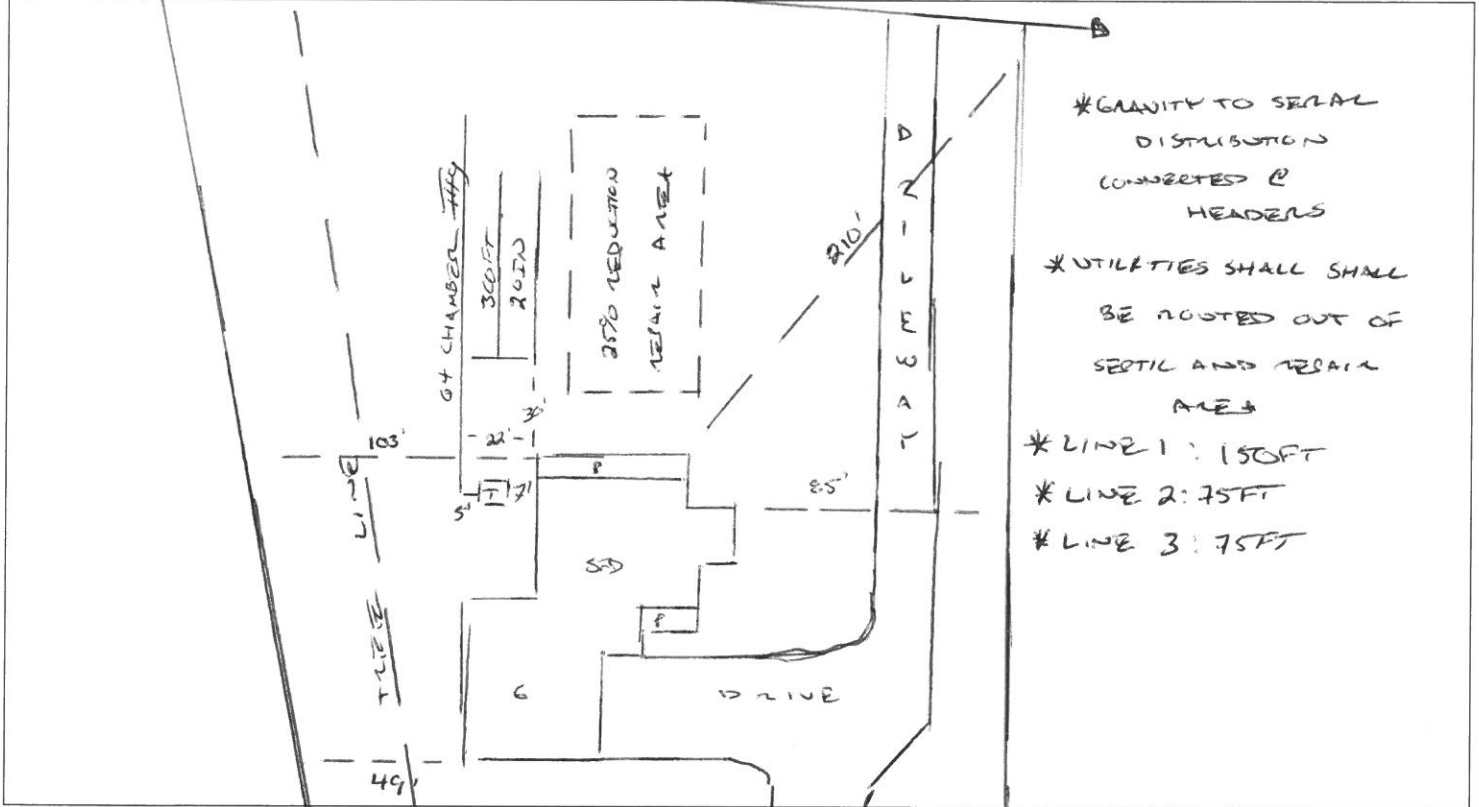 *GRAVITY TO SERIAL
DISTRIBUTION
CONNECTED @
HEADERS
*UTILITIES SHALL SHALL
BE ROUTED OUT OF
SEPTIC AND REPAIR
AREA
* LINE 1: 150FT
* LINE 2: 75FT
* LINE 3: 75FT
DRIVEWAY
210'
25% REDUCTION
REPAIR AREA
64 CHAMBER
300FT
20IN
30'
103'
22'
P
T
7'
5'
85'
TREE LINE
SFD
P
G
DRIVE
49'